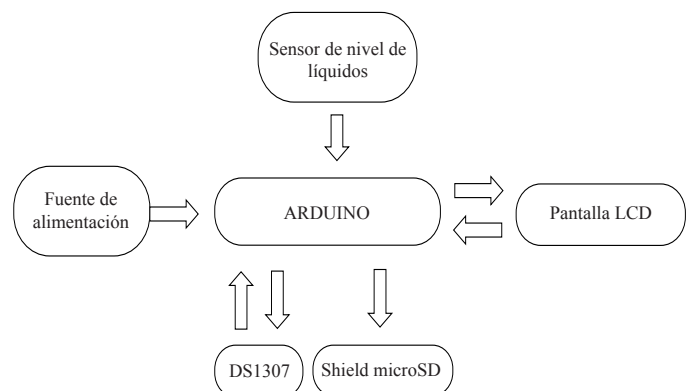 Sensor de nivel de
líquidos
Fuente de
alimentación
ARDUINO
Pantalla LCD
DS1307
Shield microSD